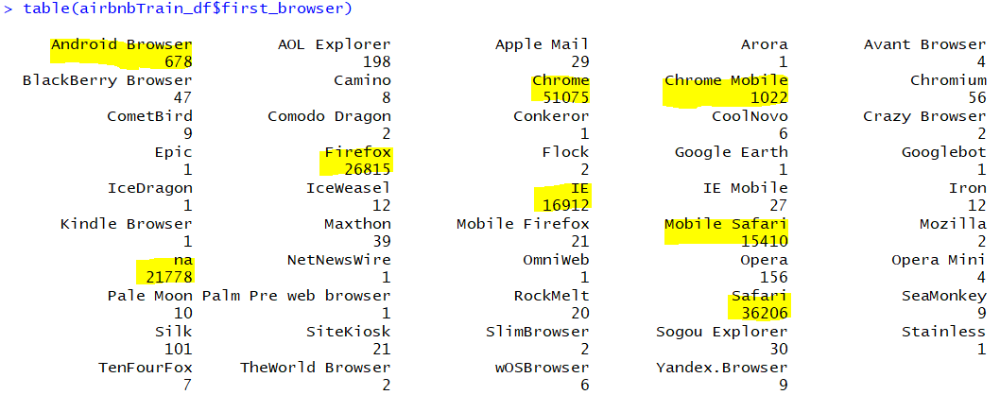 > table(airbnbTrain_df$first_browser)
Android Browser AOL Explorer Apple Mail Arora Avant Browser
678 198 29 1 4
BlackBerry Browser Camino Chrome Chrome Mobile Chromium
47 8 51075 1022 56
CometBird Comodo Dragon Conkeror CoolNovo Crazy Browser
9 2 1 6 2
Epic Firefox Flock Google Earth Googlebot
1 26815 2 1 1
IceDragon IceWeasel IE IE Mobile Iron
1 12 16912 27 12
Kindle Browser Maxthon Mobile Firefox Mobile Safari Mozilla
1 39 21 15410 2
na NetNewsWire OmniWeb Opera Opera Mini
21778 1 1 156 4
Pale Moon Palm Pre web browser RockMelt Safari SeaMonkey
10 1 20 36206 9
Silk SiteKiosk SlimBrowser Sogou Explorer Stainless
101 21 2 30 1
TenFourFox TheWorld Browser wOSBrowser Yandex.Browser
7 2 6 9